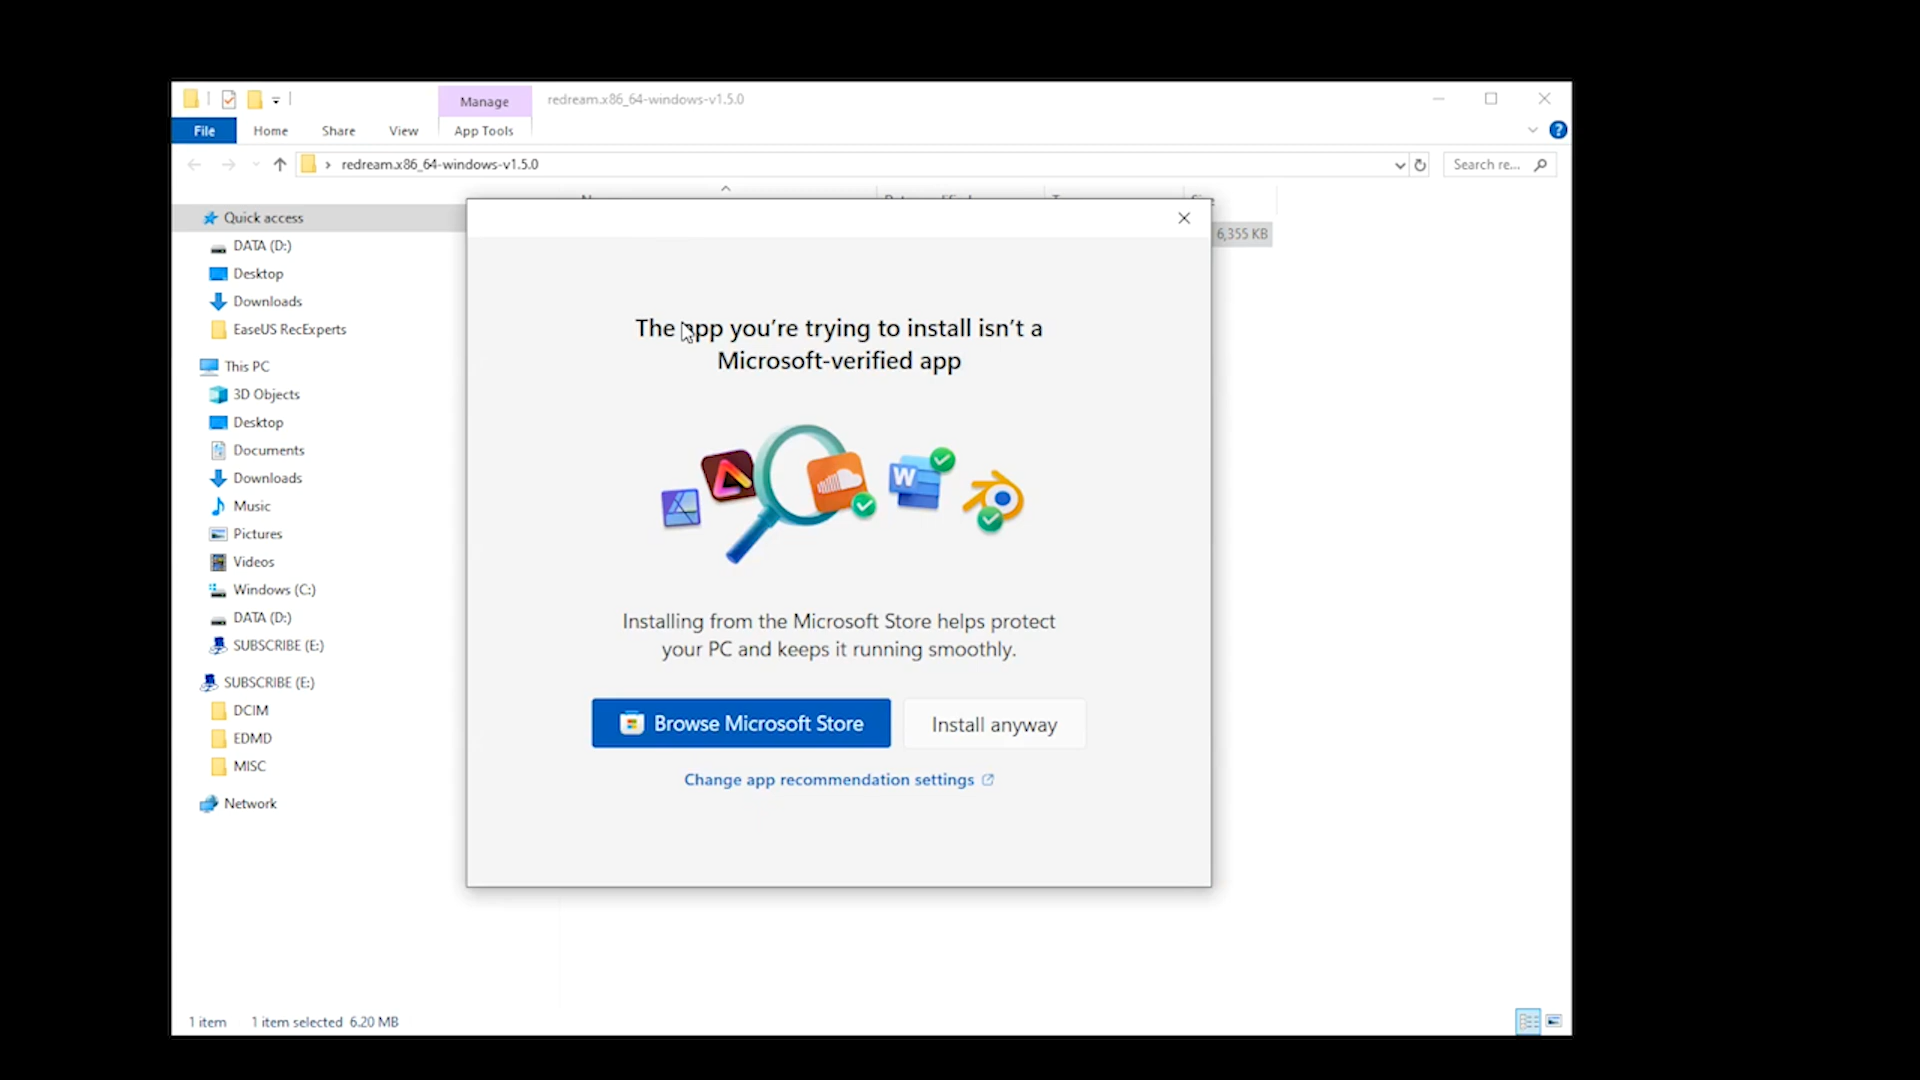 Manage
redream.x86_64-windows-v1.5.0
File
Home
Share
View
App Tools
redream.x86_64-windows-v1.5.0
Search re...
Quick access
6,355 KB
DATA (D:)
Desktop
Downloads
EaseUS RecExperts
This PC
3D Objects
Desktop
Documents
Downloads
Music
Pictures
Videos
Windows (C:)
DATA (D:)
SUBSCRIBE (E:)
SUBSCRIBE (E:)
DCIM
EDMD
MISC
Network
The app you're trying to install isn't a
Microsoft-verified app
W
Installing from the Microsoft Store helps protect
your PC and keeps it running smoothly.
Browse Microsoft Store
Install anyway
Change app recommendation settings
1 item
1 item selected 6.20 MB